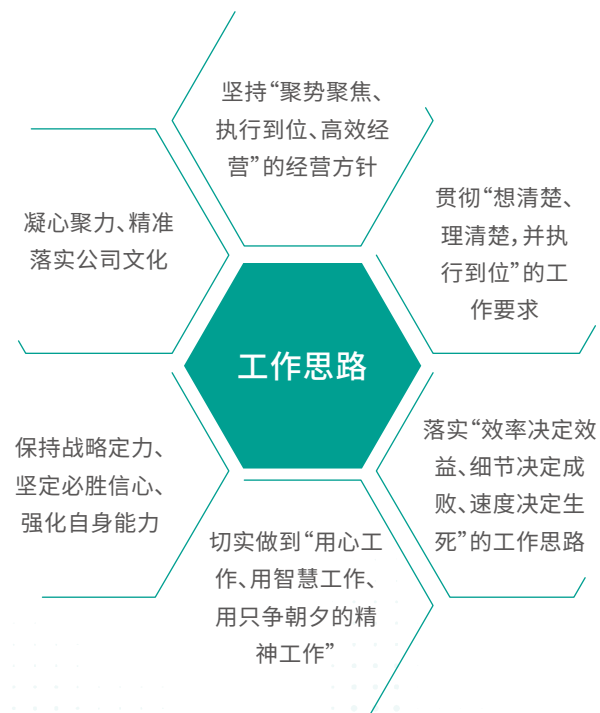 坚持“聚势聚焦、
执行到位、高效经
营”的经营方针
贯彻“想清楚、
理清楚，并执
行到位”的工
作要求
凝心聚力、精准
落实公司文化
工作思路
落实“效率决定效
益、细节决定成
败、速度决定生
死”的工作思路
保持战略定力、
坚定必胜信心、
强化自身能力
切实做到“用心工
作、用智慧工作、
用只争朝夕的精
神工作”